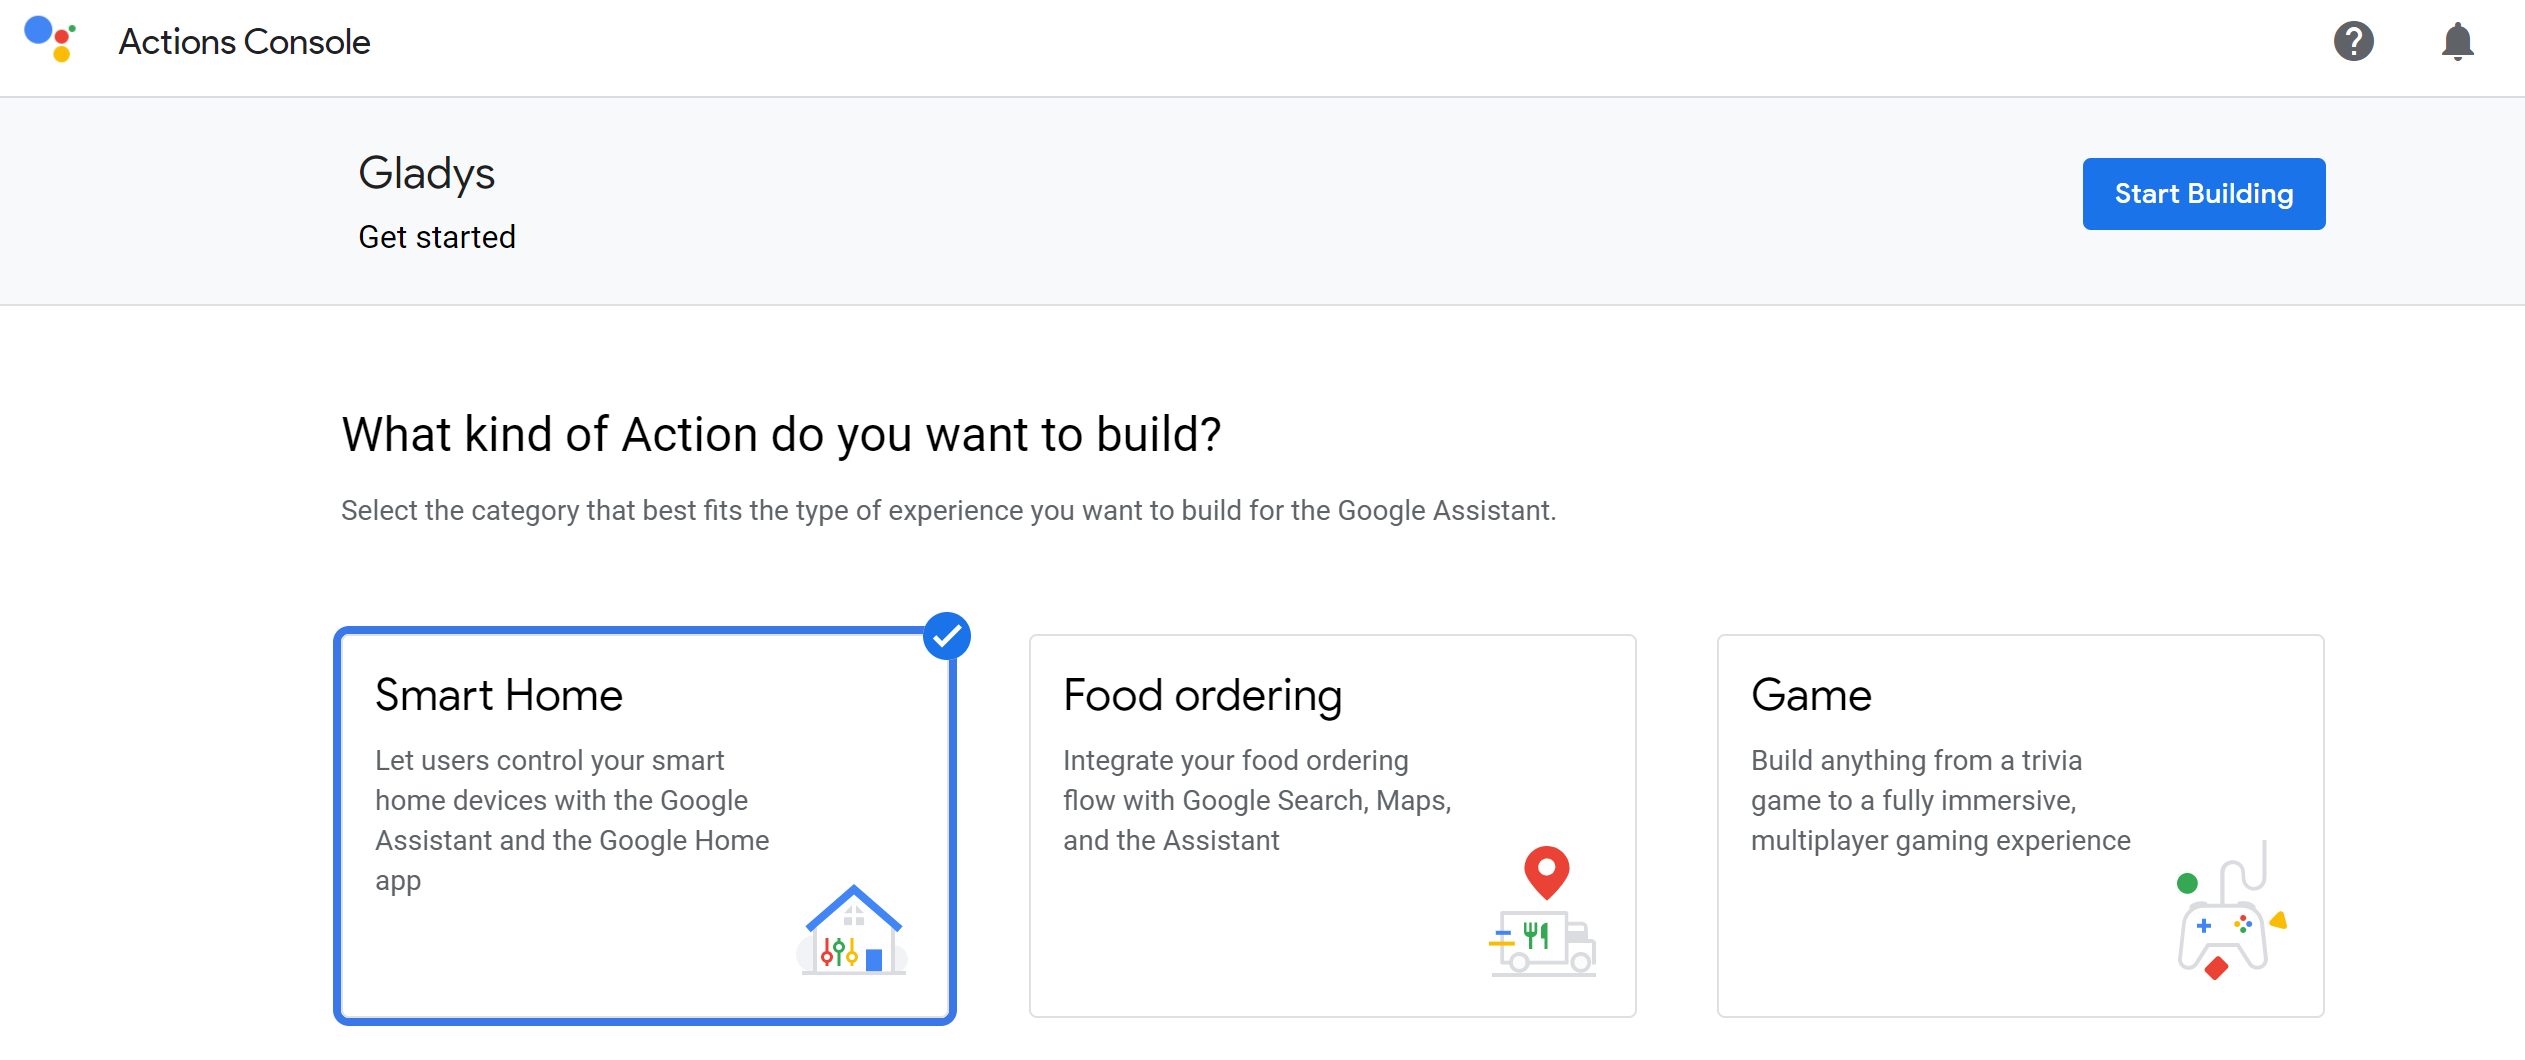 Actions Console
Gladys
Start Building
Get started
What kind of Action do you want to build?
Select the category that best fits the type of experience you want to build for the Google Assistant.
Smart Home
Let users control your smart
home devices with the Google
Assistant and the Google Home
app
Food ordering
Integrate your food ordering
flow with Google Search, Maps,
and the Assistant
Game
Build anything from a trivia
game to a fully immersive,
multiplayer gaming experience